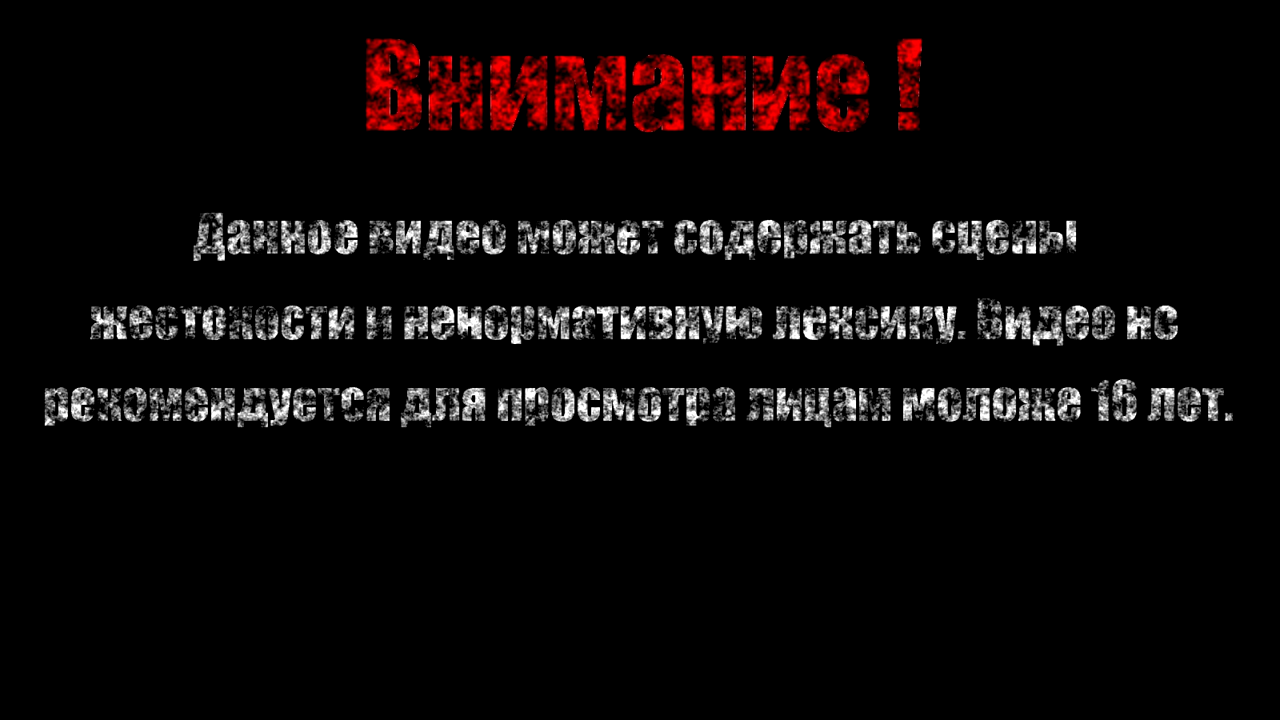 Внимание !
Данное видео может содержать сцены
жестокости и ненормативную лексику. Видео не
рекомендуется для просмотра лицам моложе 16 лет.